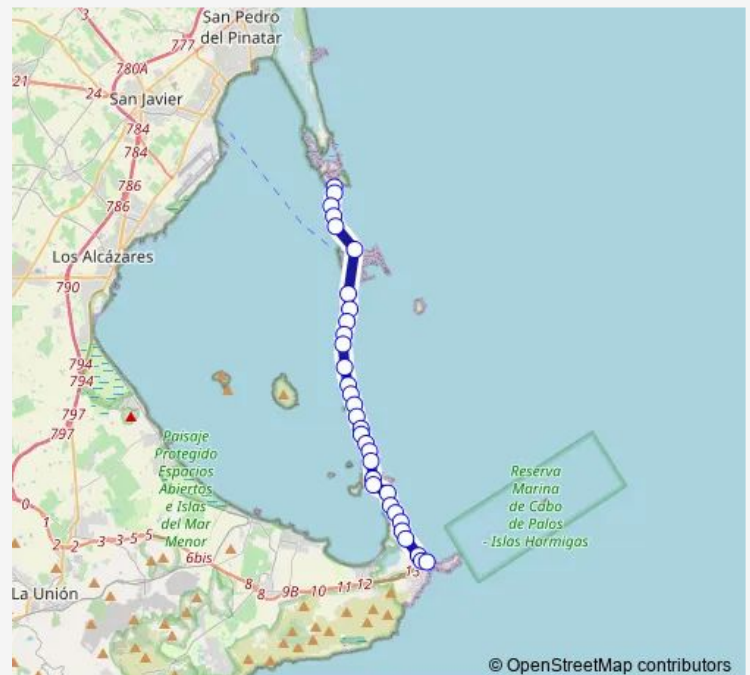 San Pedro
del Pinatar
3
777
780A
21
24
San Javier
784
784
786
786
Los Alcázares
790
794
794
797
797
Paisaje
Protegido
Espacios
Abiertos
e Islas
del Mar
Menor
Reserva
Marina
de Cabo
de Palos
- Islas Hormigas
0
1
2
2
3
3
5
5
6bis
8
8
9B
10
11
12
13
La Unión
© OpenStreetMap contributors